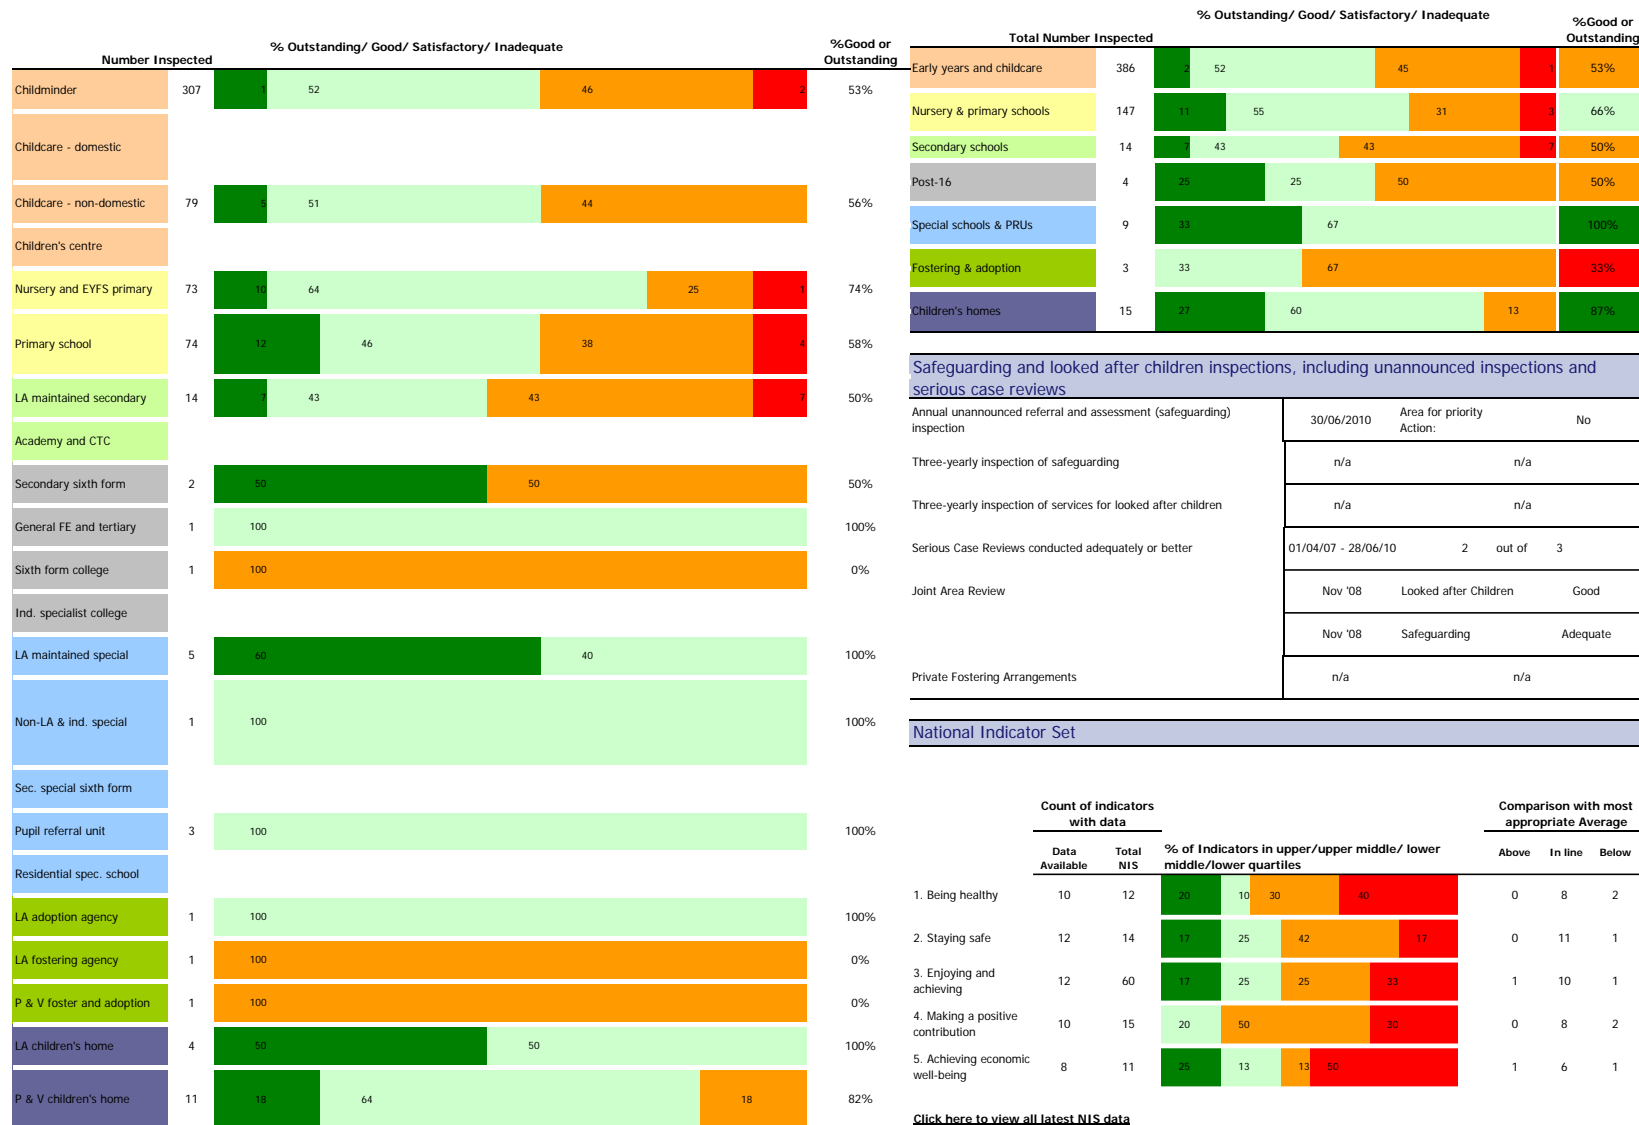 % Outstanding/ Good/ Satisfactory/ Inadequate
%Good or
Outstanding
Number Inspected
Childminder 307 1 52 46 2 53%
Childcare - domestic
Childcare - non-domestic 79 5 51 44 56%
Children's centre
Nursery and EYFS primary 73 10 64 25 1 74%
Primary school 74 12 46 38 4 58%
LA maintained secondary 14 7 43 43 7 50%
Academy and CTC
Secondary sixth form 2 50 50 50%
General FE and tertiary 1 100 100%
Sixth form college 1 100 0%
Ind. specialist college
LA maintained special 5 60 40 100%
Non-LA & ind. special 1 100 100%
Sec. special sixth form
Pupil referral unit 3 100 100%
Residential spec. school
LA adoption agency 1 100 100%
LA fostering agency 1 100 0%
P & V foster and adoption 1 100 0%
LA children's home 4 50 50 100%
P & V children's home 11 18 64 18 82%
% Outstanding/ Good/ Satisfactory/ Inadequate
%Good or
Outstanding
Total Number Inspected
Early years and childcare 386 2 52 45 1 53%
Nursery & primary schools 147 11 55 31 3 66%
Secondary schools 14 7 43 43 7 50%
Post-16 4 25 25 50 50%
Special schools & PRUs 9 33 67 100%
Fostering & adoption 3 33 67 33%
Children's homes 15 27 60 13 87%
Safeguarding and looked after children inspections, including unannounced inspections and
serious case reviews
Annual unannounced referral and assessment (safeguarding)
inspection
30/06/2010
Area for priority
Action:
No
Three-yearly inspection of safeguarding n/a n/a
Three-yearly inspection of services for looked after children n/a n/a
Serious Case Reviews conducted adequately or better 01/04/07 - 28/06/10 2 out of 3
Joint Area Review Nov '08 Looked after Children Good
Nov '08 Safeguarding Adequate
Private Fostering Arrangements n/a n/a
National Indicator Set
Count of indicators
with data
Comparison with most
appropriate Average
Data
Available
Total
NIS
% of Indicators in upper/upper middle/ lower
middle/lower quartiles
Above In line Below
1. Being healthy 10 12 20 10 30 40 0 8 2
2. Staying safe 12 14 17 25 42 17 0 11 1
3. Enjoying and
achieving
12 60 17 25 25 33 1 10 1
4. Making a positive
contribution
10 15 20 50 30 0 8 2
5. Achieving economic
well-being
8 11 25 13 13 50 1 6 1
Click here to view all latest NIS data